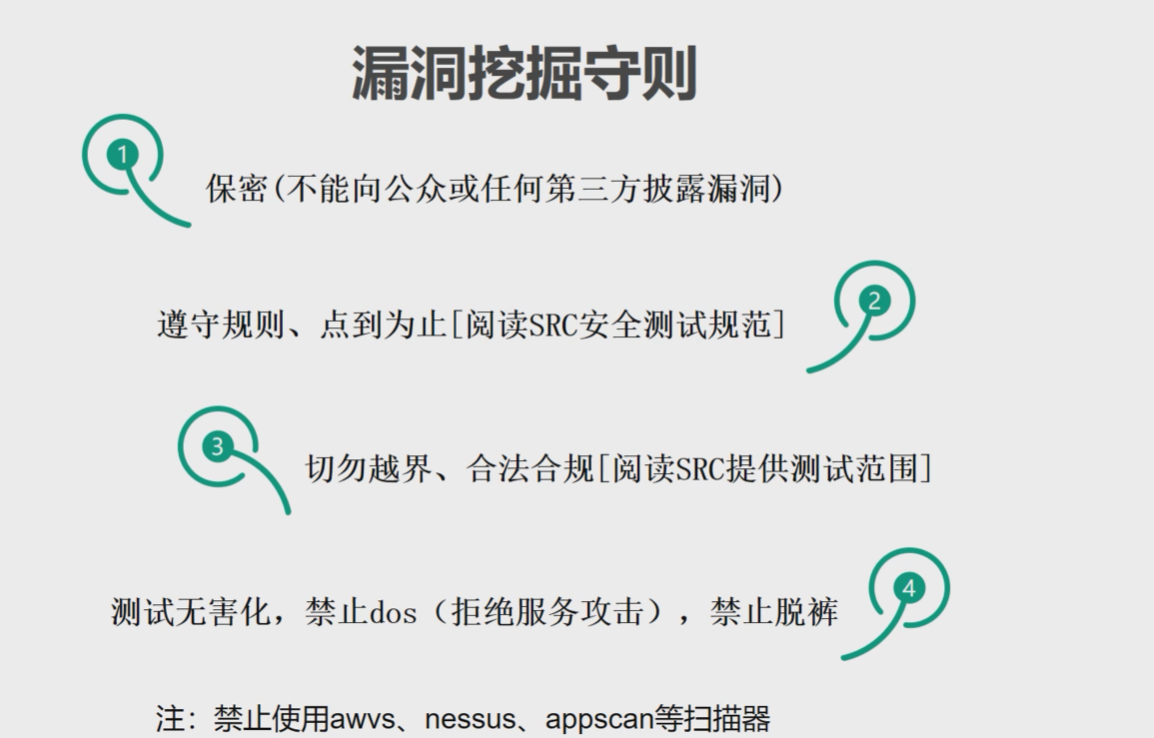 漏洞挖掘守则
1
保密(不能向公众或任何第三方披露漏洞)
2
遵守规则、点到为止[阅读SRC安全测试规范]
3
切勿越界、合法合规[阅读SRC提供测试范围]
4
测试无害化，禁止dos（拒绝服务攻击），禁止脱裤
注：禁止使用awvs、nessus、appscan等扫描器